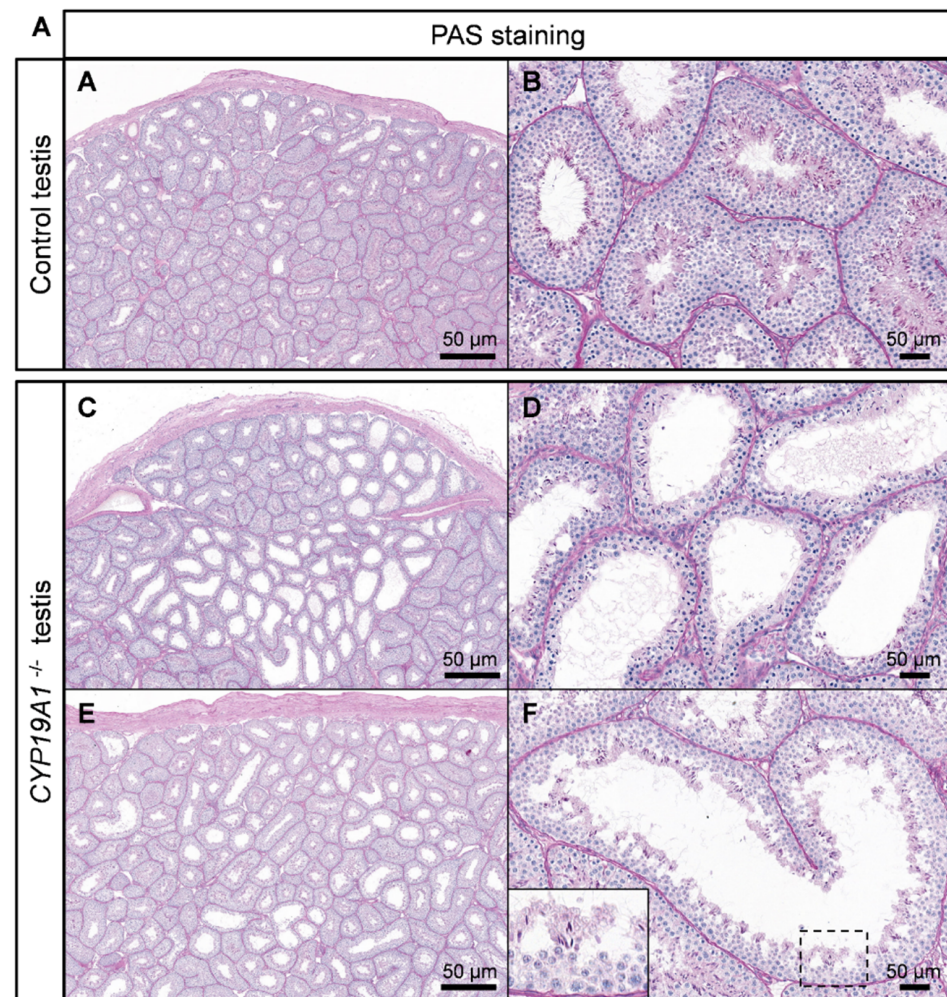 A
PAS staining
Control testis
A
50 µm
B
50 µm
CYP19A1 -/- testis
C
50 µm
D
50 µm
E
50 µm
F
50 µm